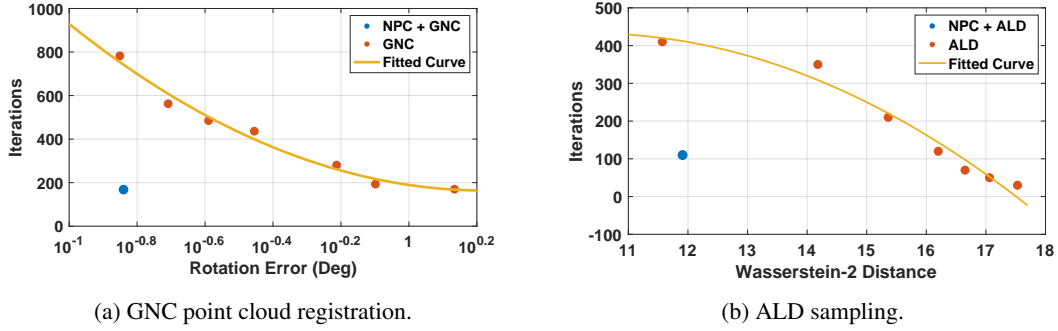 1000
800
600
400
200
0
Iterations
NPC + GNC
GNC
Fitted Curve
10^-1 10^-0.8 10^-0.6 10^-0.4 10^-0.2 1 10^0.2
Rotation Error (Deg)
(a) GNC point cloud registration.
500
400
300
200
100
0
-100
Iterations
NPC + ALD
ALD
Fitted Curve
11 12 13 14 15 16 17 18
Wasserstein-2 Distance
(b) ALD sampling.